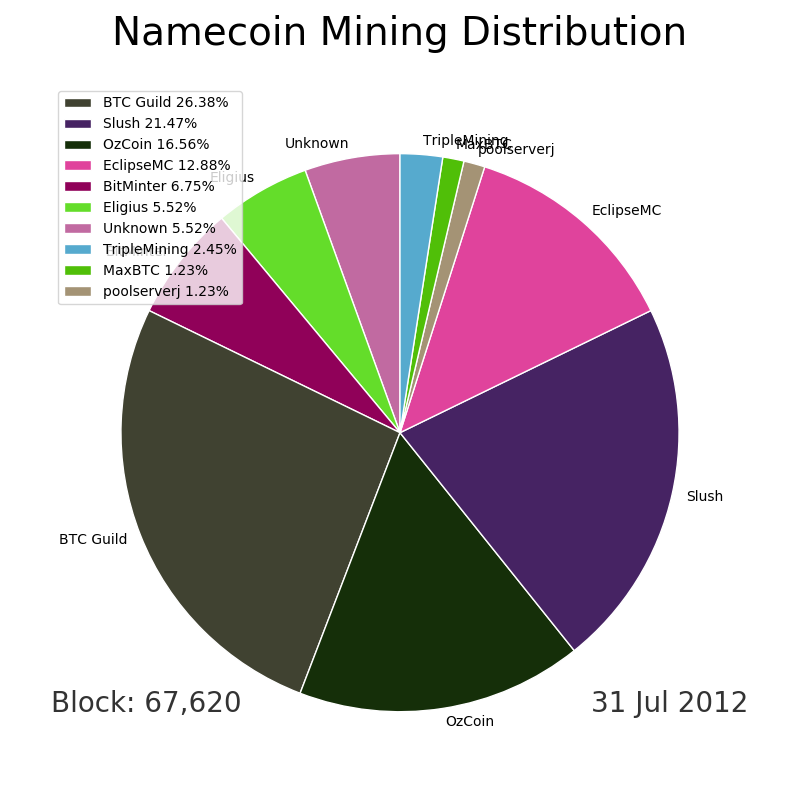 Namecoin Mining Distribution
BTC Guild 26.38%
Slush 21.47%
OzCoin 16.56%
EclipseMC 12.88%
BitMinter 6.75%
Eligius 5.52%
Unknown 5.52%
TripleMining 2.45%
MaxBTC 1.23%
poolserverj 1.23%
Unknown
TripleMining
MaxBTC
poolserverj
Eligius
EclipseMC
BitMinter
Slush
BTC Guild
OzCoin
Block: 67,620
31 Jul 2012